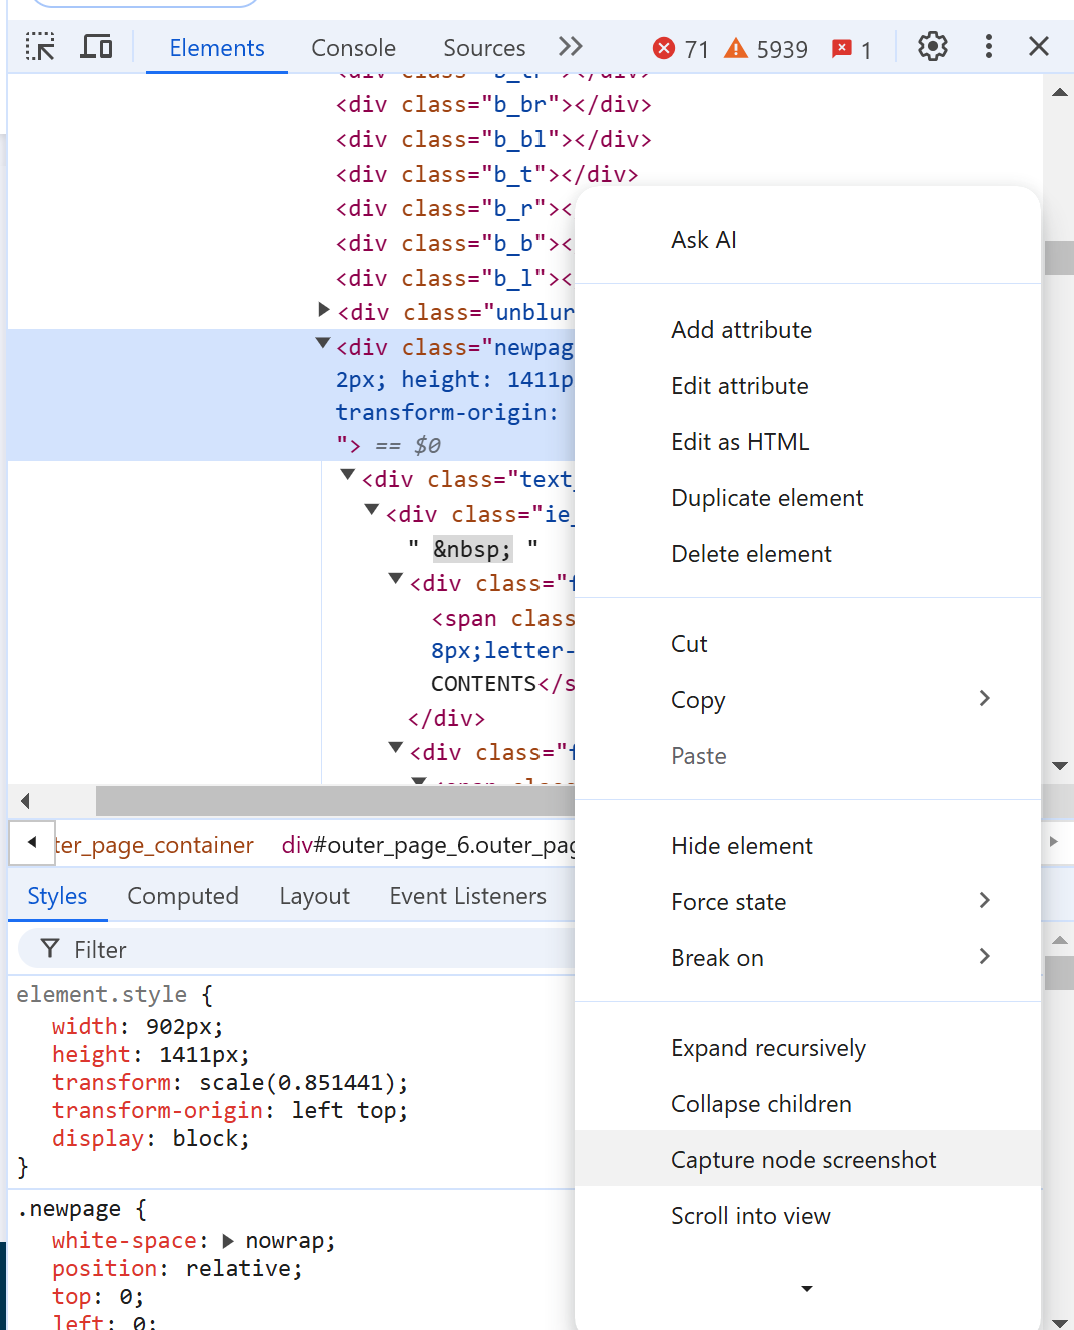 Elements Console Sources 71 5939 1
<div class="b_tl"></div>
<div class="b_br"></div>
<div class="b_bl"></div>
<div class="b_t"></div>
<div class="b_r"><
<div class="b_b"><
<div class="b_l"><
<div class="unblur
<div class="newpag
2px; height: 1411p
transform-origin:
"> == $0
<div class="text_
<div class="ie_
" &nbsp; "
<div class="f
<span class
8px;letter-
CONTENTS</s
</div>
<div class="f
ter_page_container div#outer_page_6.outer_pag
Styles Computed Layout Event Listeners
Filter
element.style {
width: 902px;
height: 1411px;
transform: scale(0.851441);
transform-origin: left top;
display: block;
}
.newpage {
white-space: nowrap;
position: relative;
top: 0;
left: 0;
Ask AI
Add attribute
Edit attribute
Edit as HTML
Duplicate element
Delete element
Cut
Copy
Paste
Hide element
Force state
Break on
Expand recursively
Collapse children
Capture node screenshot
Scroll into view